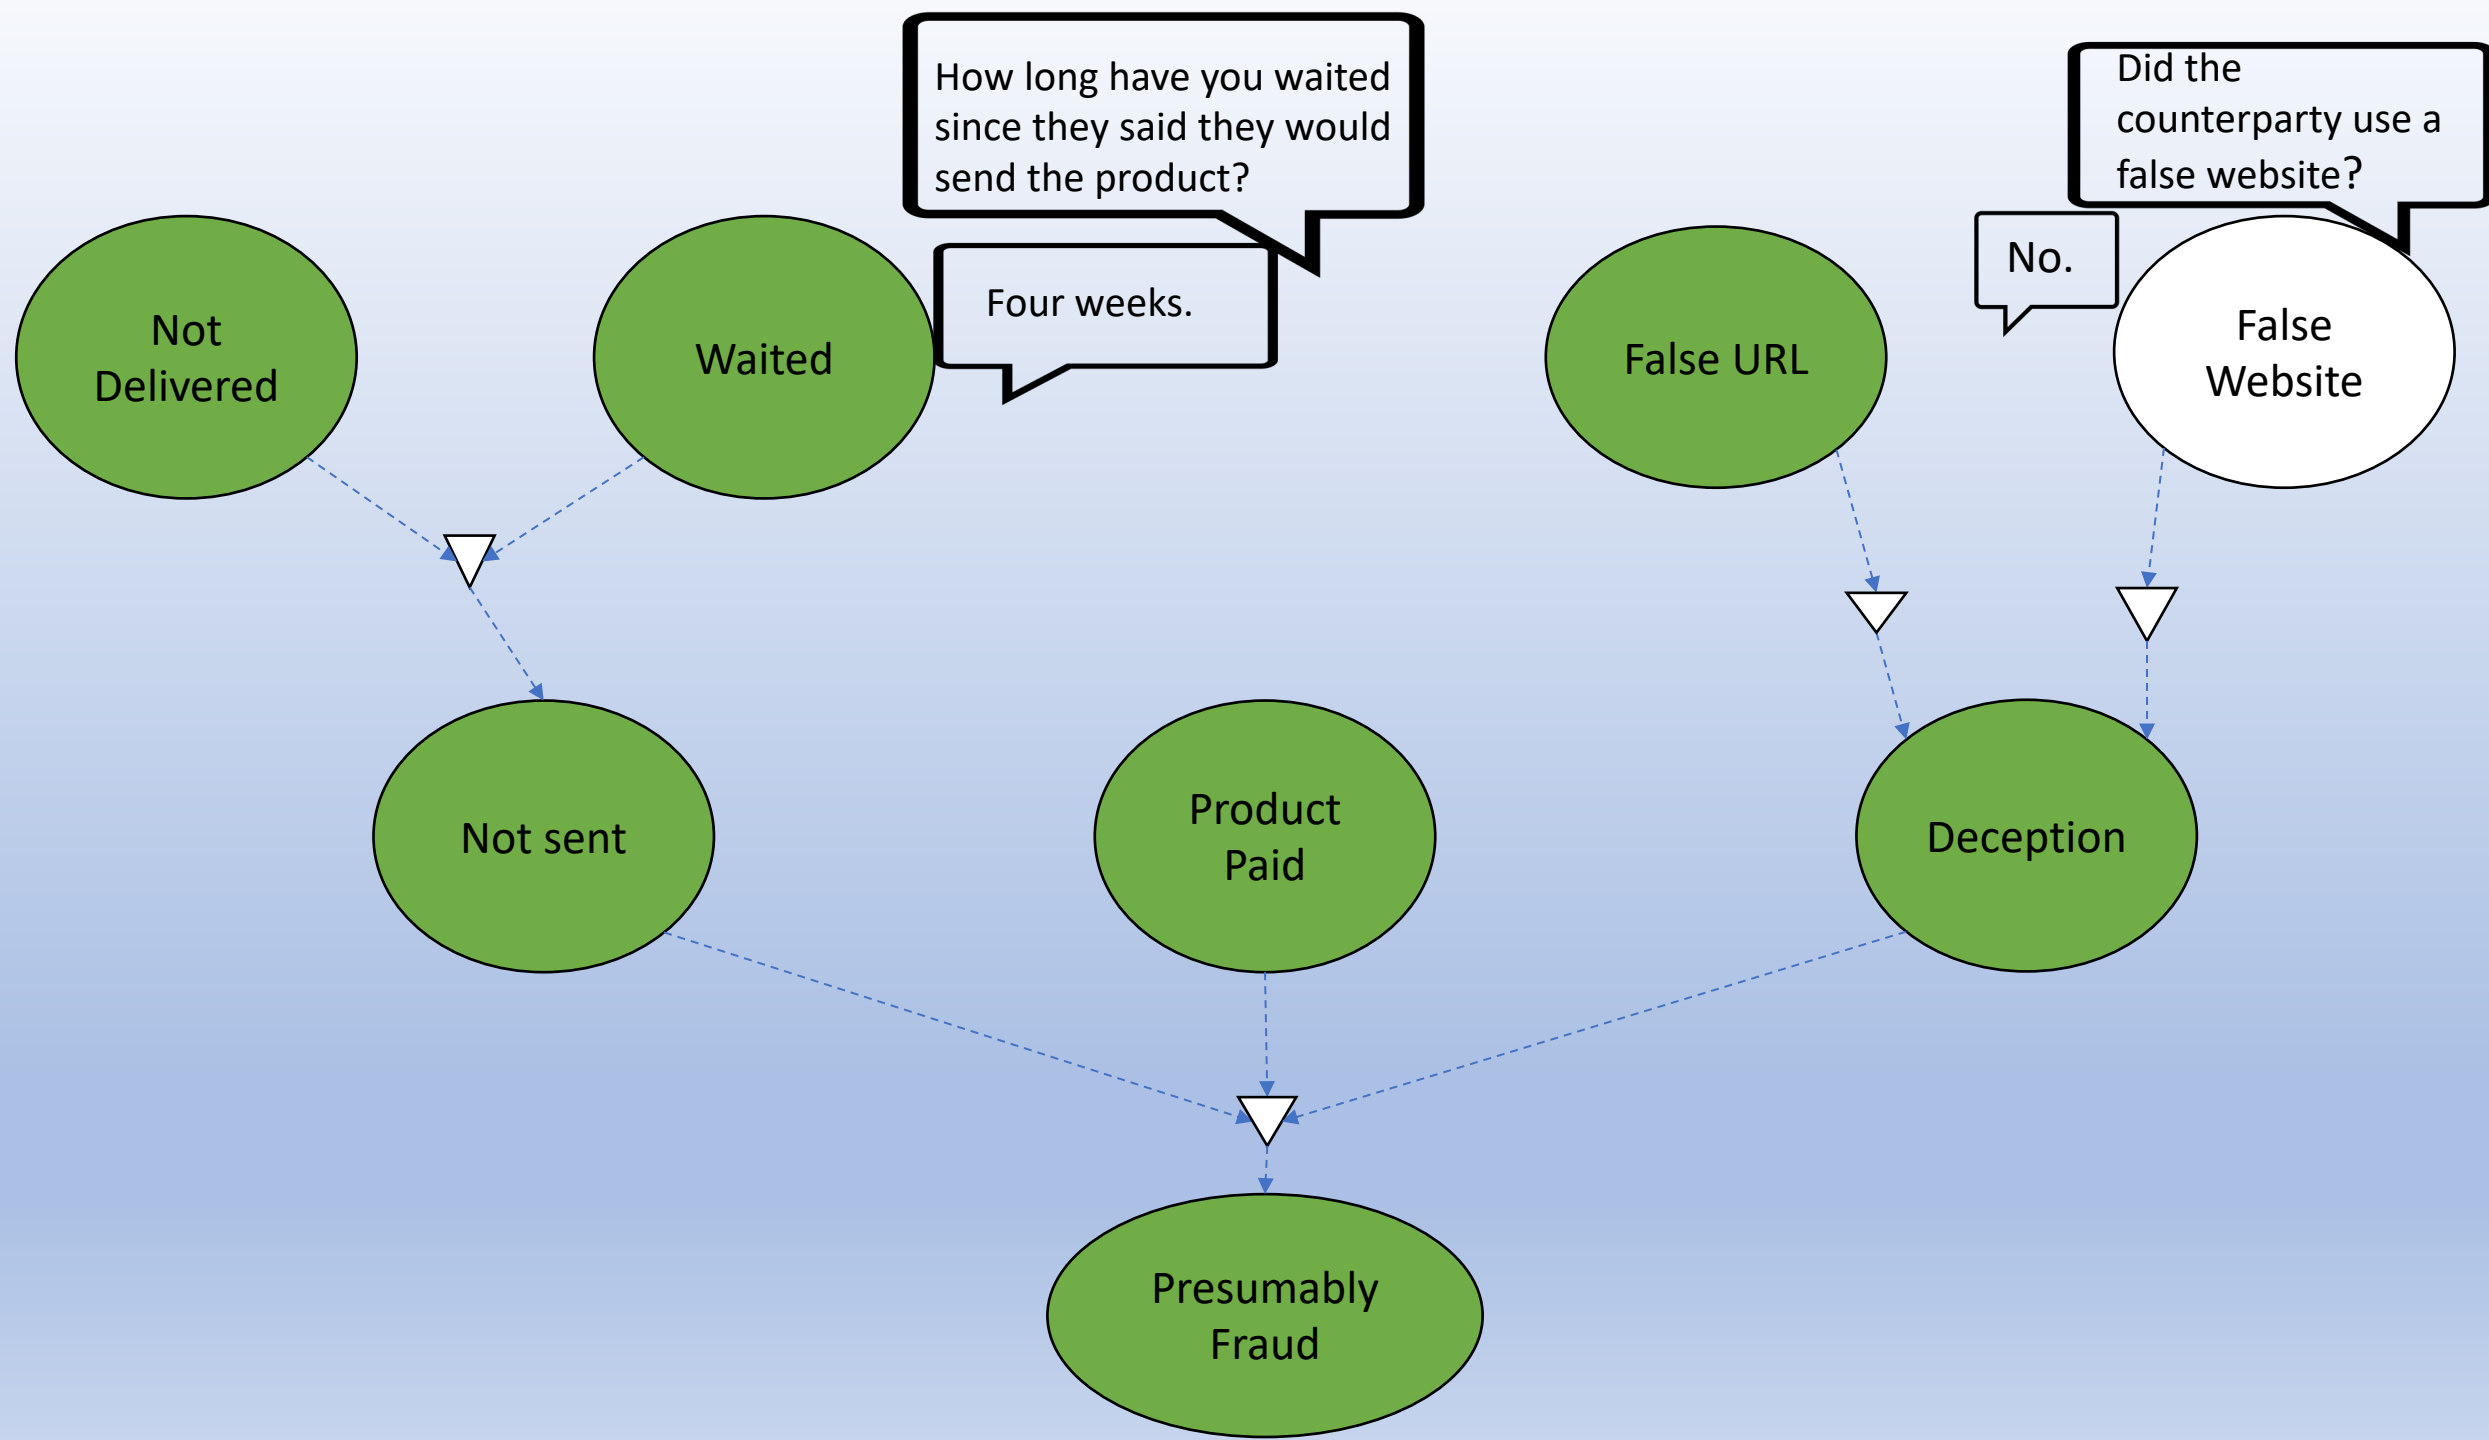 How long have you waited
since they said they would
send the product?
Four weeks.
Did the
counterparty use a
false website?
No.
Not
Delivered
Waited
False URL
False
Website
Not sent
Product
Paid
Deception
Presumably
Fraud